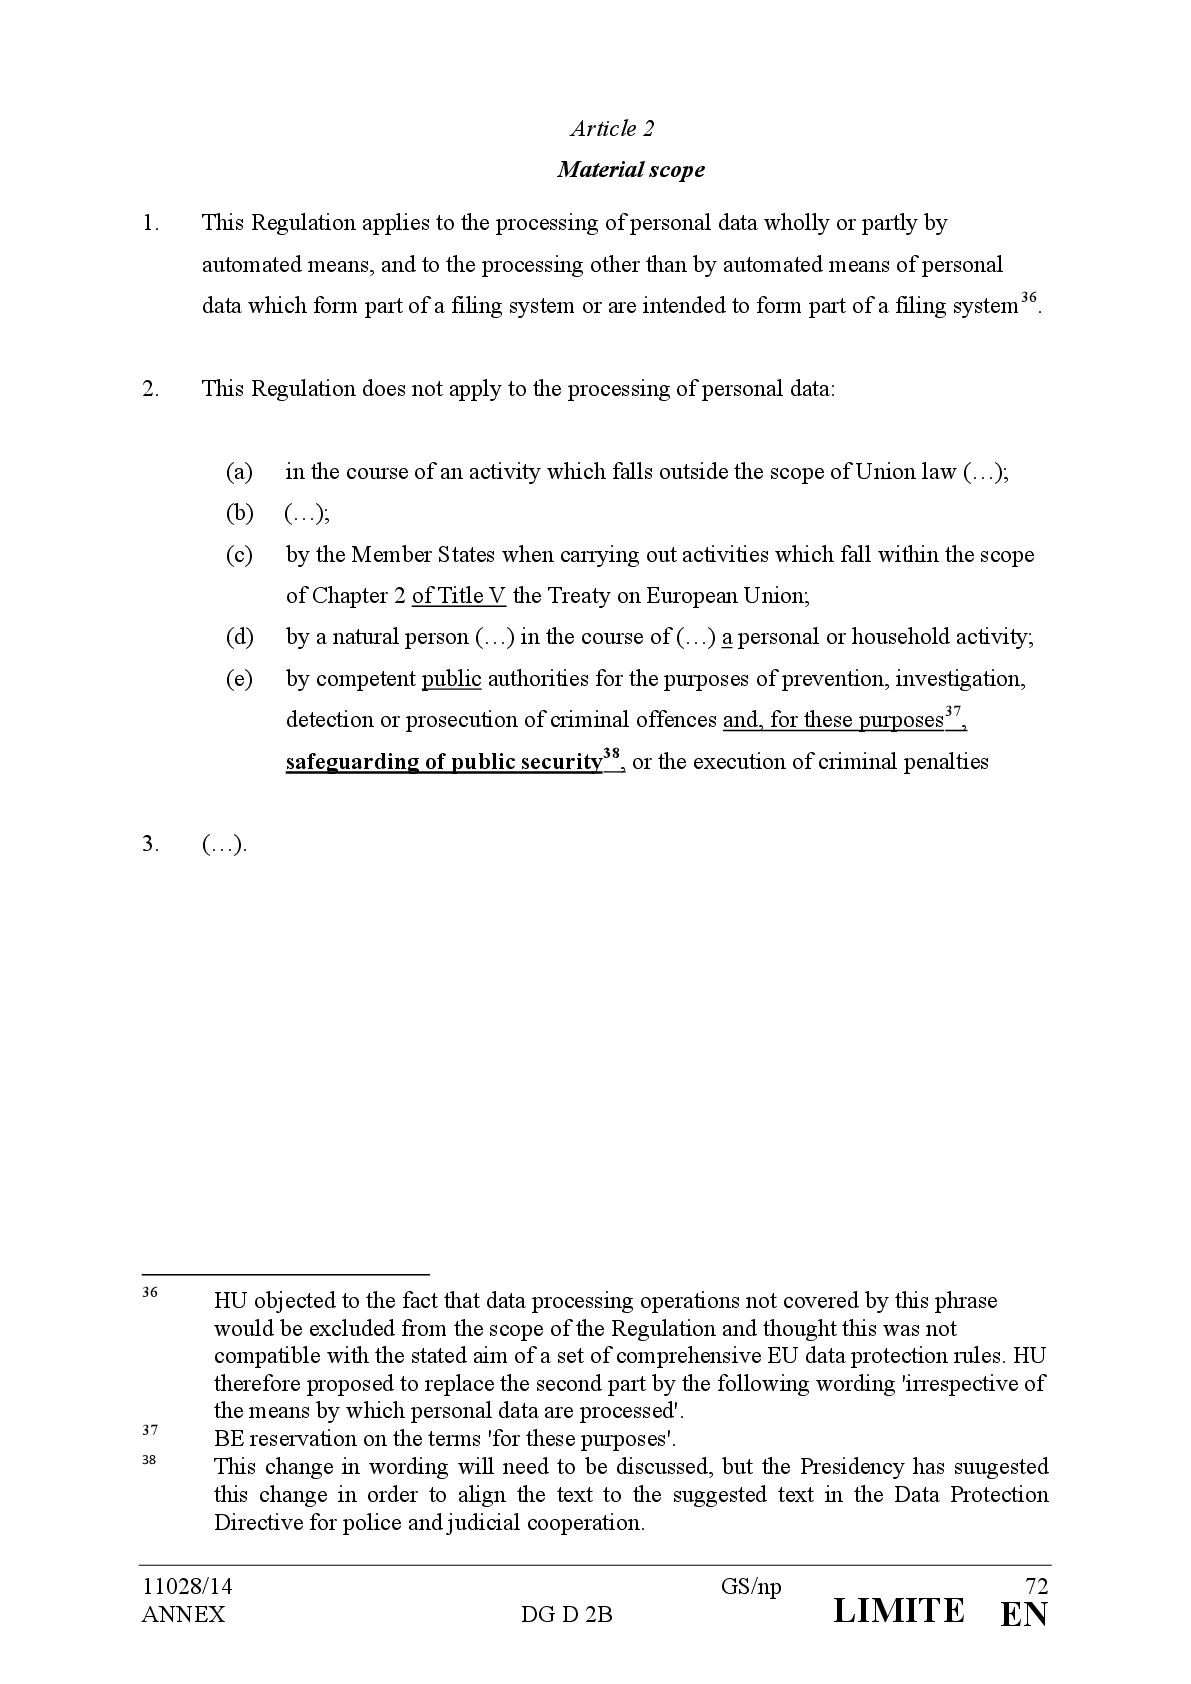 Article 2
Material scope
1. This Regulation applies to the processing of personal data wholly or partly by
automated means, and to the processing other than by automated means of personal
data which form part of a filing system or are intended to form part of a filing system36.
2. This Regulation does not apply to the processing of personal data:
(a) in the course of an activity which falls outside the scope of Union law (…);
(b) (…);
(c) by the Member States when carrying out activities which fall within the scope
of Chapter 2 of Title V the Treaty on European Union;
(d) by a natural person (…) in the course of (…) a personal or household activity;
(e) by competent public authorities for the purposes of prevention, investigation,
detection or prosecution of criminal offences and, for these purposes37,
safeguarding of public security38, or the execution of criminal penalties
3. (…).
36 HU objected to the fact that data processing operations not covered by this phrase
would be excluded from the scope of the Regulation and thought this was not
compatible with the stated aim of a set of comprehensive EU data protection rules. HU
therefore proposed to replace the second part by the following wording 'irrespective of
the means by which personal data are processed'.
37 BE reservation on the terms 'for these purposes'.
38 This change in wording will need to be discussed, but the Presidency has suugested
this change in order to align the text to the suggested text in the Data Protection
Directive for police and judicial cooperation.
11028/14 GS/np 72
ANNEX DG D 2B LIMITE EN